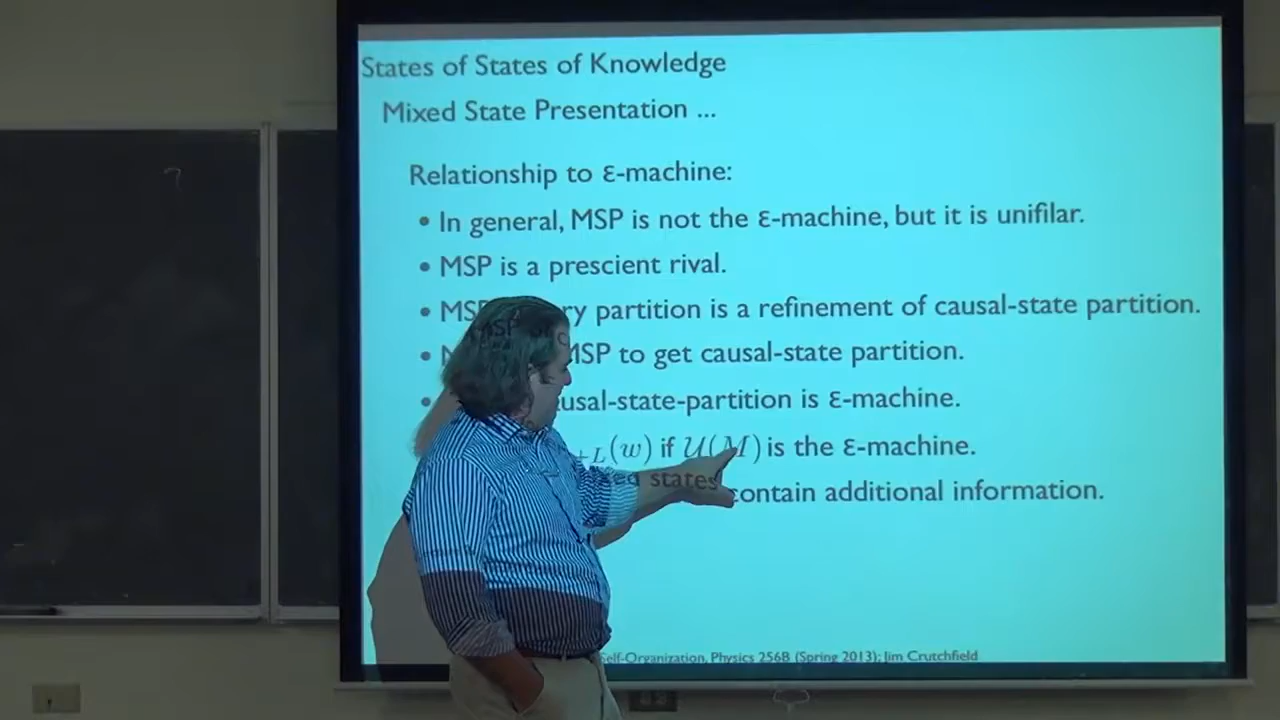 States of States of Knowledge
Mixed State Presentation ...
Relationship to ε-machine:
• In general, MSP is not the ε-machine, but it is unifilar.
• MSP is a prescient rival.
• MSP partition is a refinement of causal-state partition.
• MSP to get causal-state partition.
• causal-state-partition is ε-machine.
+L(w) if U(M) is the ε-machine.
mixed states contain additional information.
Self-Organization, Physics 256B (Spring 2013); Jim Crutchfield